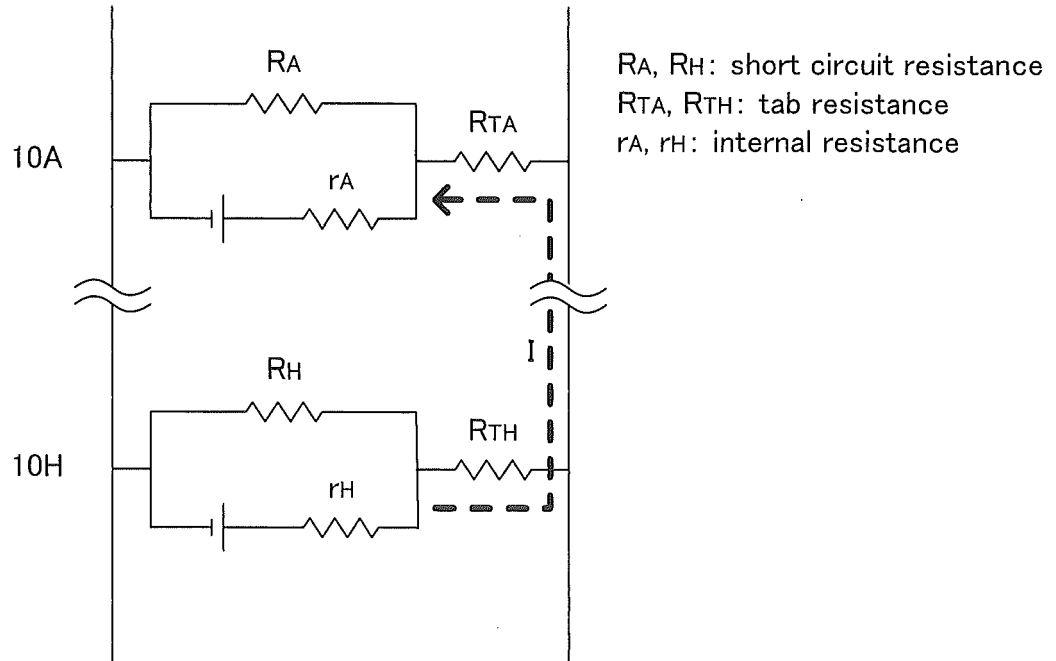 RA
RTA
10A
rA
RA, RH: short circuit resistance
RTA, RTH: tab resistance
rA, rH: internal resistance
I
RH
RTH
10H
rH